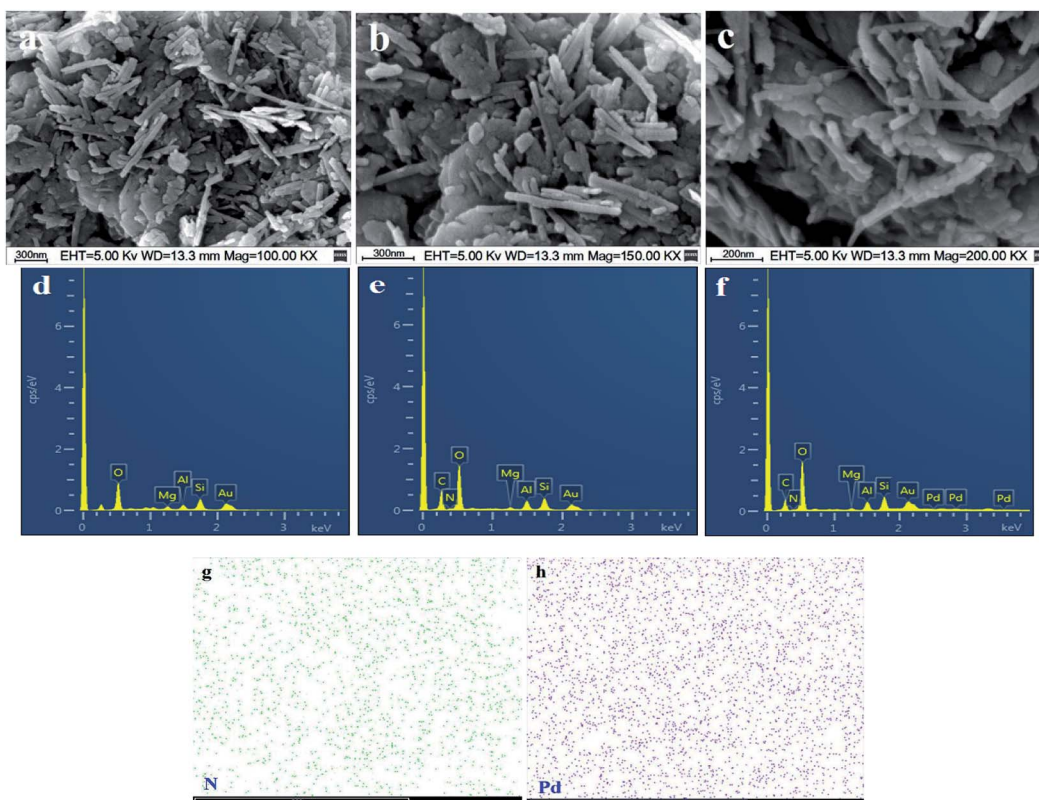 a
b
c
300nm EHT=5.00 Kv WD=13.3 mm Mag=100.00 KX
300nm EHT=5.00 Kv WD=13.3 mm Mag=150.00 KX
200nm EHT=5.00 Kv WD=13.3 mm Mag=200.00 KX
d
cps/eV
6
4
2
0
O
Mg
Al
Si
Au
0
1
2
3
keV
e
cps/eV
6
4
2
0
C
N
O
Mg
Al
Si
Au
0
1
2
3
keV
f
cps/eV
6
4
2
0
C
N
O
Mg
Al
Si
Au
Pd
Pd
Pd
0
1
2
3
keV
g
N
h
Pd